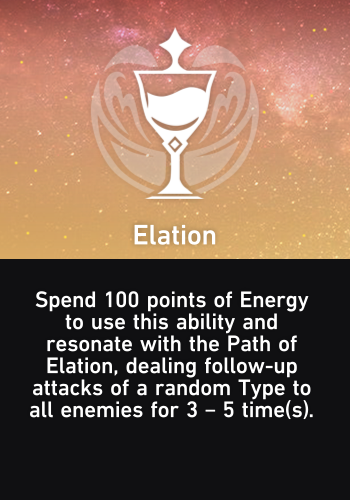 Elation
Spend 100 points of Energy
to use this ability and
resonate with the Path of
Elation, dealing follow-up
attacks of a random Type to
all enemies for 3 – 5 time(s).